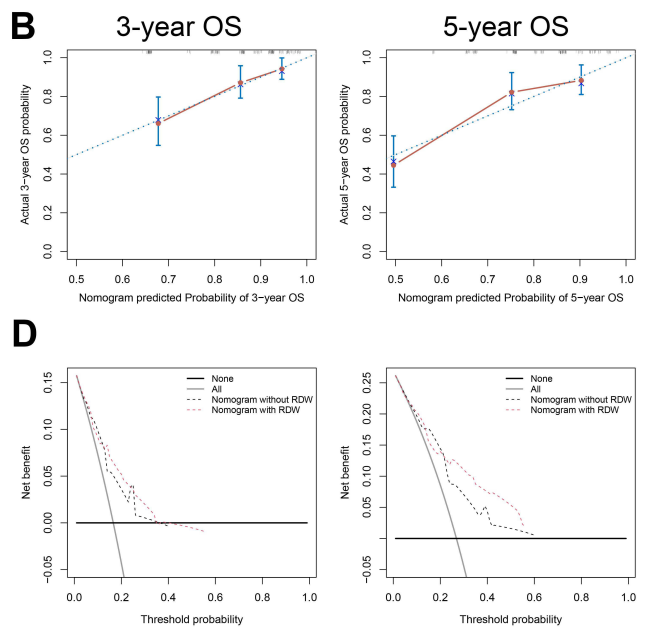 B
3-year OS
5-year OS
Actual 3−year OS probability
1.0
0.8
0.6
0.4
0.2
0.0
0.5 0.6 0.7 0.8 0.9 1.0
Nomogram predicted Probability of 3−year OS
Actual 5−year OS probability
1.0
0.8
0.6
0.4
0.2
0.0
0.5 0.6 0.7 0.8 0.9 1.0
Nomogram predicted Probability of 5−year OS
D
Net benefit
0.15
0.10
0.05
0.00
−0.05
None
All
Nomogram without RDW
Nomogram with RDW
0.0 0.2 0.4 0.6 0.8 1.0
Threshold probability
Net benefit
0.25
0.20
0.15
0.10
0.05
−0.05
None
All
Nomogram without RDW
Nomogram with RDW
0.0 0.2 0.4 0.6 0.8 1.0
Threshold probability